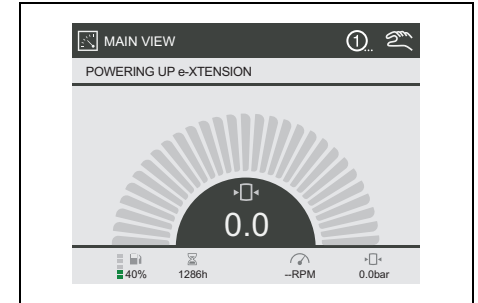 MAIN VIEW 1...
POWERING UP e-XTENSION
0.0
40% 1286h --RPM 0.0bar